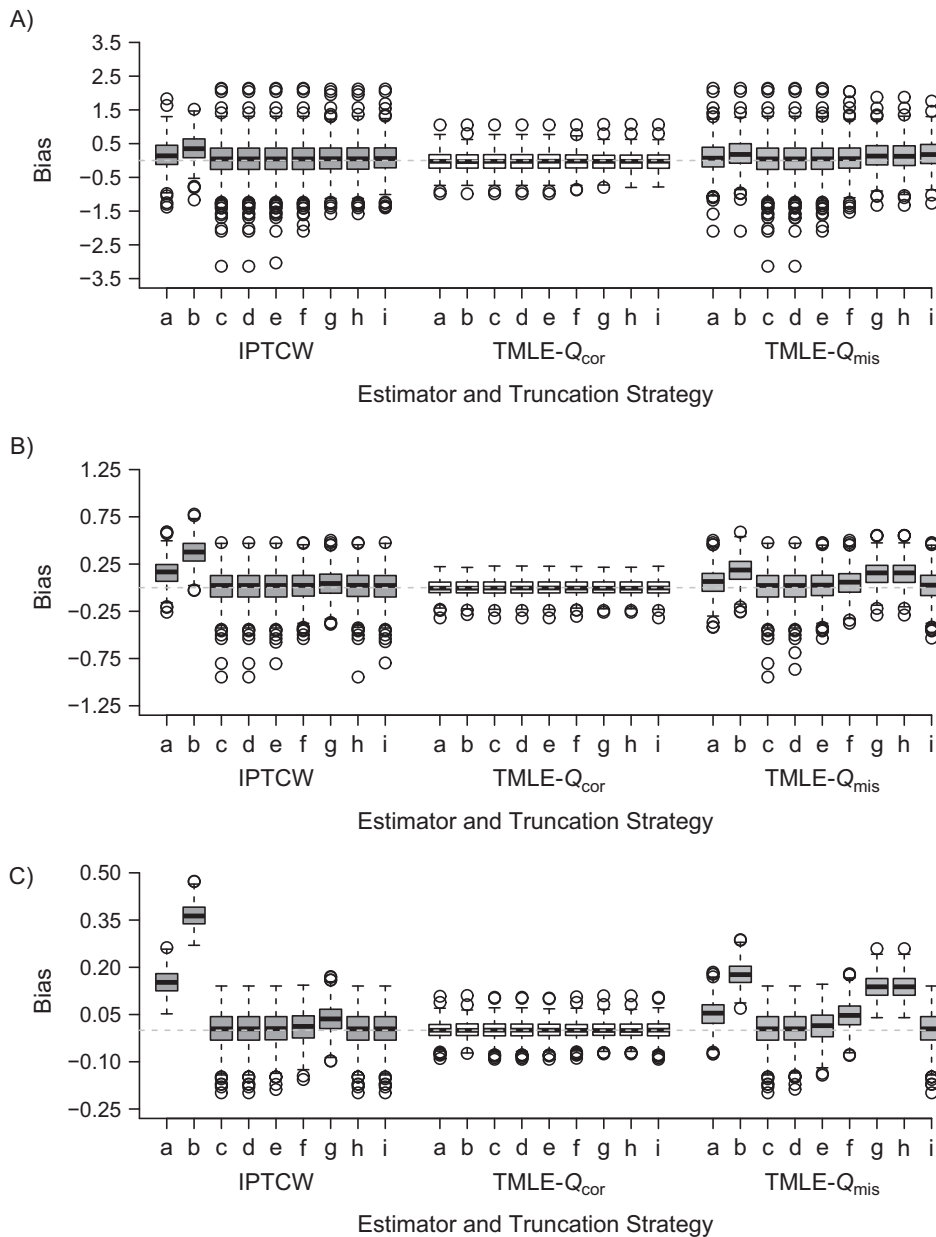 A)
3.5
2.5
1.5
0.5
−0.5
−1.5
−2.5
−3.5
Bias
a b c d e f g h i a b c d e f g h i a b c d e f g h i
IPTCW TMLE-Qcor TMLE-Qmis
Estimator and Truncation Strategy
B)
1.25
0.75
0.25
−0.25
−0.75
−1.25
Bias
a b c d e f g h i a b c d e f g h i a b c d e f g h i
IPTCW TMLE-Qcor TMLE-Qmis
Estimator and Truncation Strategy
C)
0.50
0.35
0.20
0.05
−0.10
−0.25
Bias
a b c d e f g h i a b c d e f g h i a b c d e f g h i
IPTCW TMLE-Qcor TMLE-Qmis
Estimator and Truncation Strategy